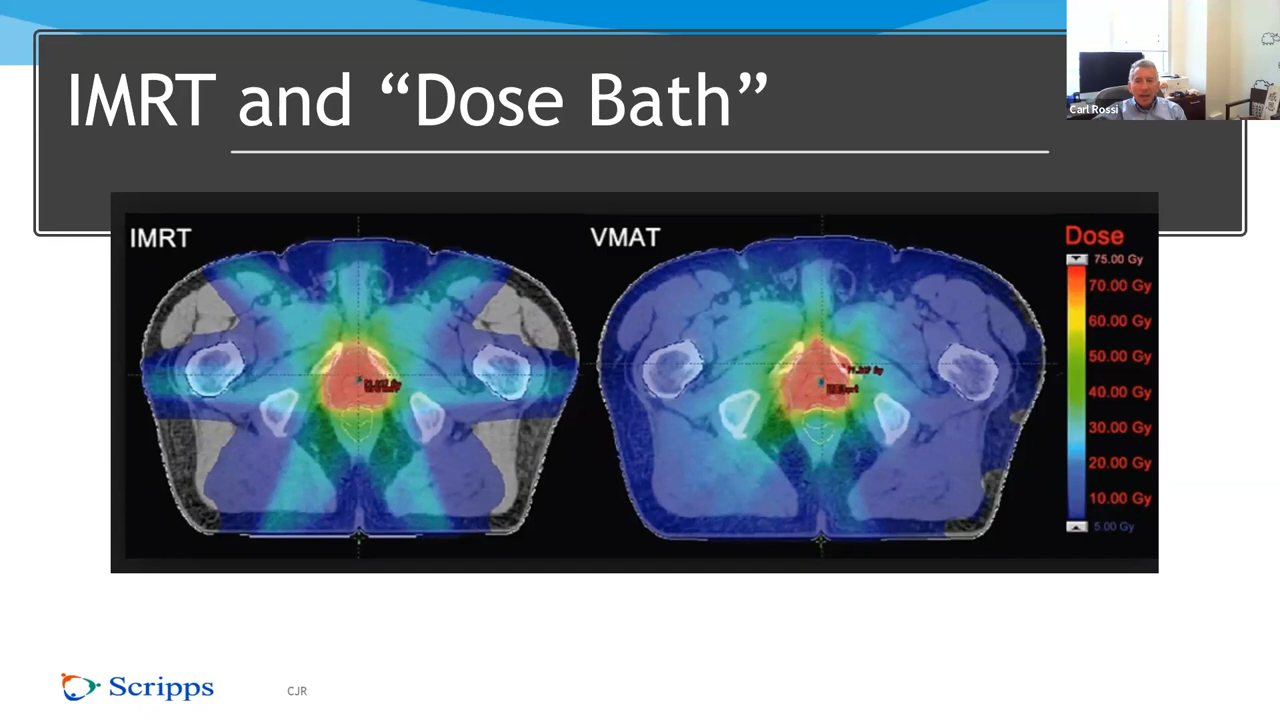 IMRT and “Dose Bath”
Carl Rossi
IMRT
VMAT
Dose
75.00 Gy
70.00 Gy
60.00 Gy
50.00 Gy
40.00 Gy
30.00 Gy
20.00 Gy
10.00 Gy
5.00 Gy
Scripps
CJR